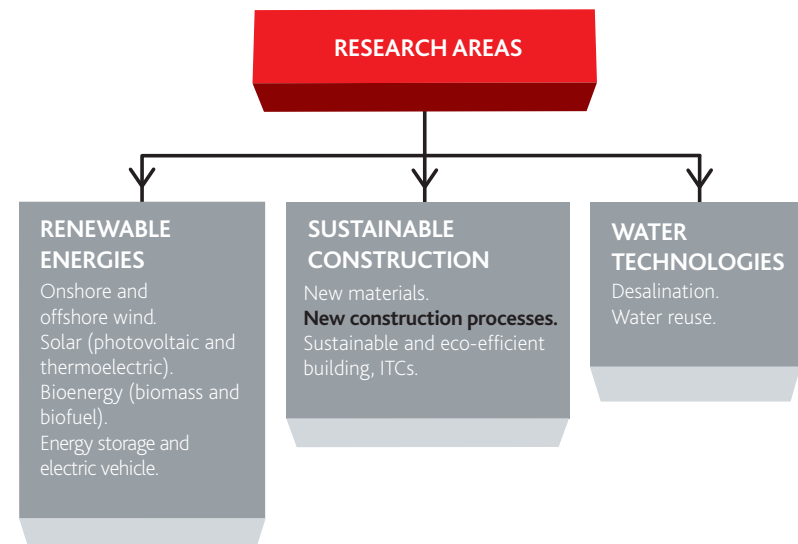 RESEARCH AREAS
RENEWABLE
ENERGIES
Onshore and
offshore wind.
Solar (photovoltaic and
thermoelectric).
Bioenergy (biomass and
biofuel).
Energy storage and
electric vehicle.
SUSTAINABLE
CONSTRUCTION
New materials.
New construction processes.
Sustainable and eco-efficient
building, ITCs.
WATER
TECHNOLOGIES
Desalination.
Water reuse.